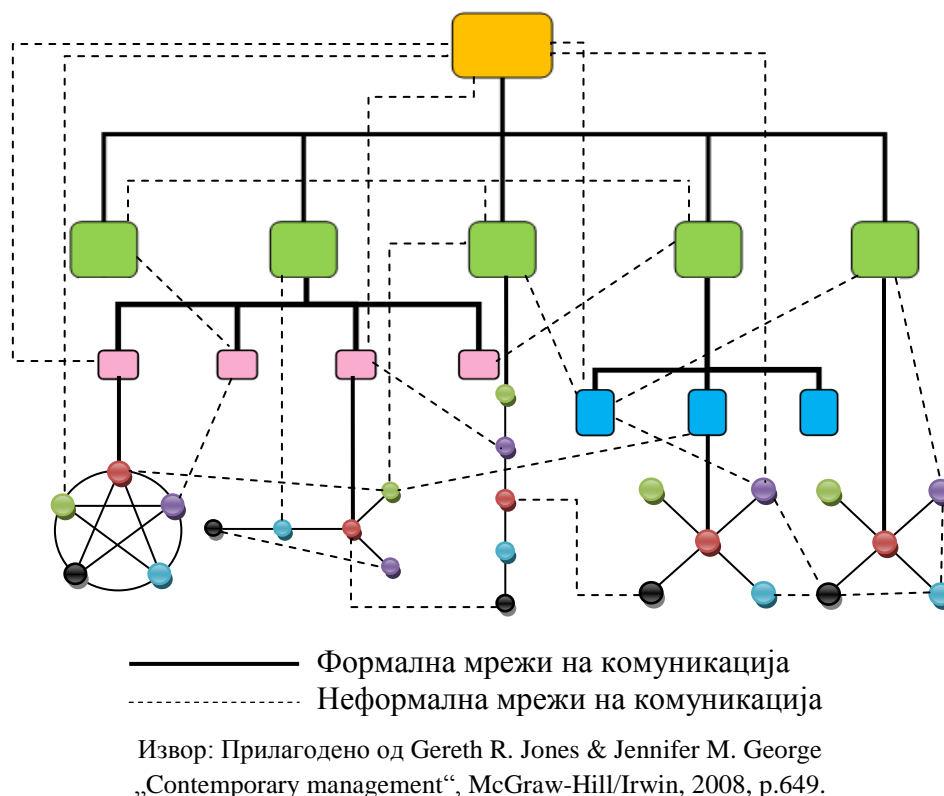 Формална мрежи на комуникација
Неформална мрежи на комуникација
Извор: Прилагодено од Gereth R. Jones & Jennifer M. George
„Contemporary management“, McGraw-Hill/Irwin, 2008, p.649.